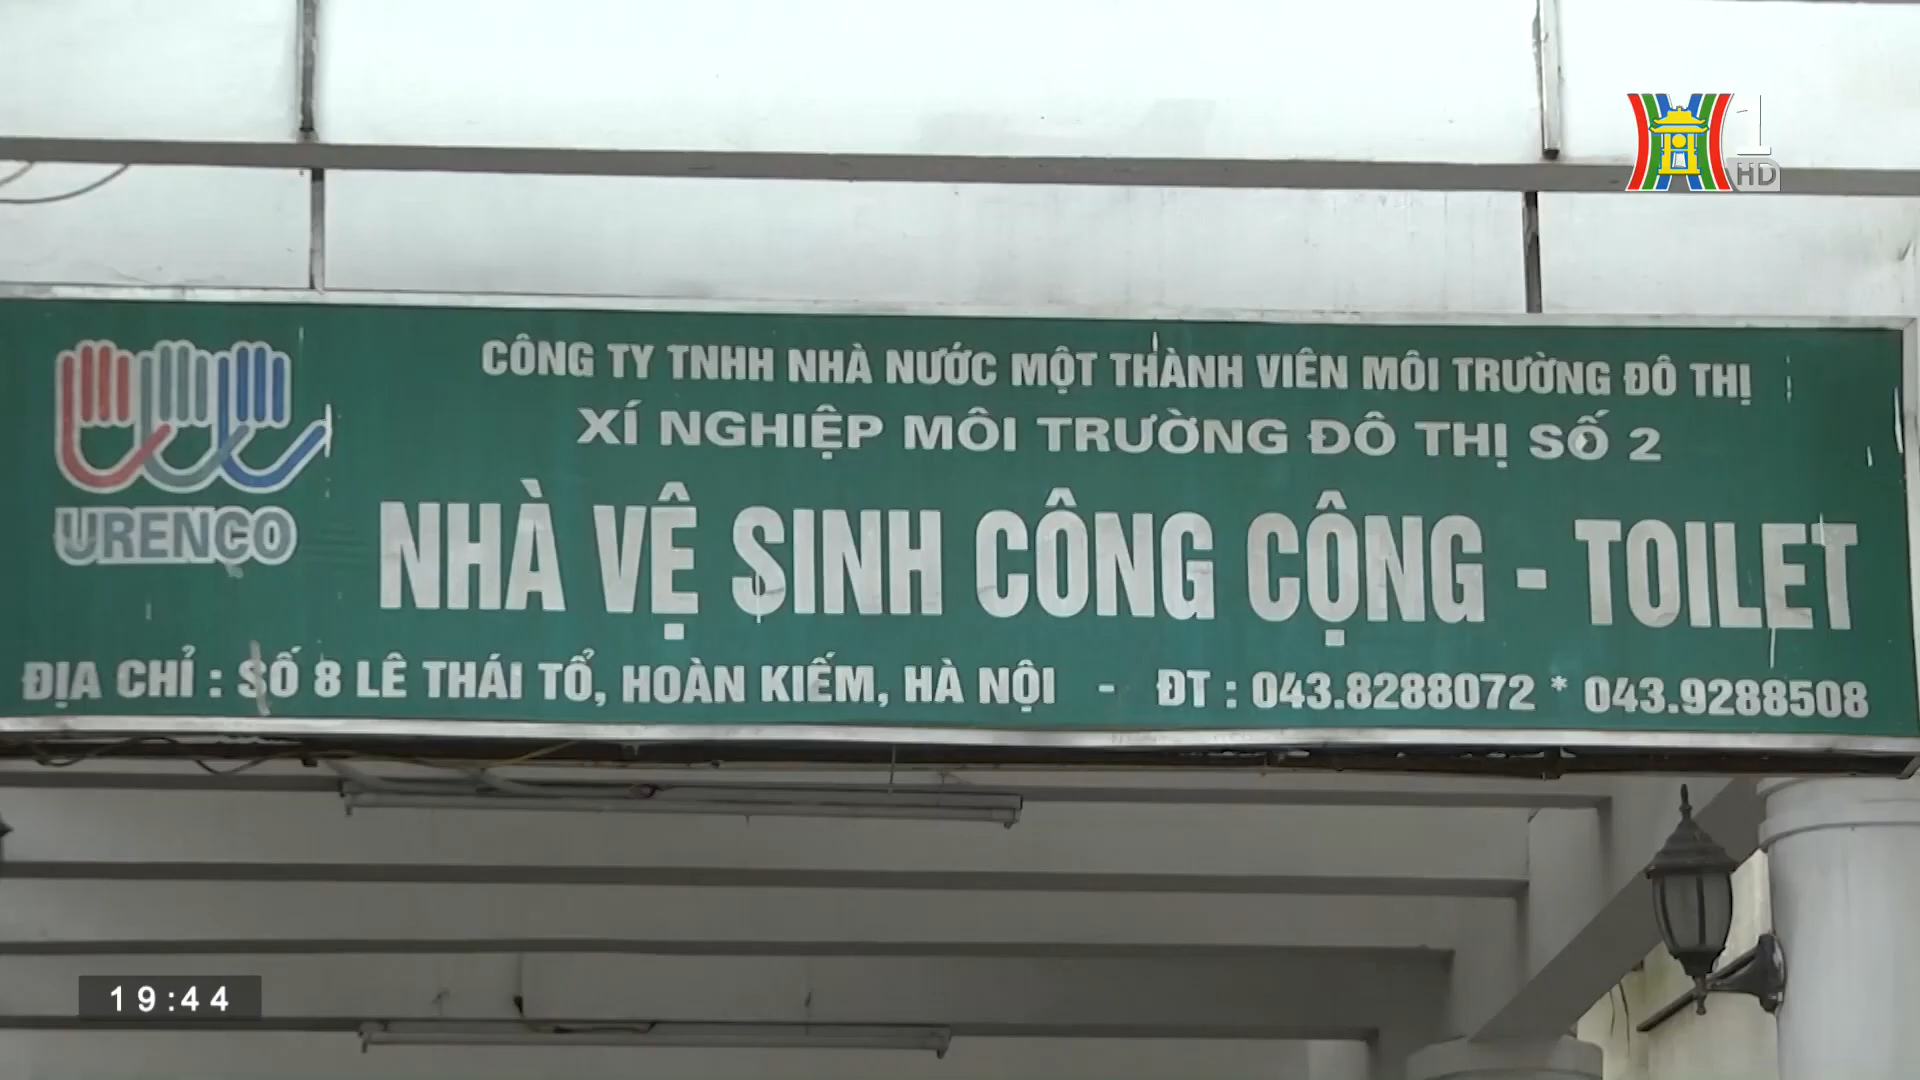 1
HD
CÔNG TY TNHH NHÀ NƯỚC MỘT THÀNH VIÊN MÔI TRƯỜNG ĐÔ THỊ
XÍ NGHIỆP MÔI TRƯỜNG ĐÔ THỊ SỐ 2
URENCO
NHÀ VỆ SINH CÔNG CỘNG - TOILET
ĐỊA CHỈ : SỐ 8 LÊ THÁI TỔ, HOÀN KIẾM, HÀ NỘI - ĐT : 043.8288072 * 043.9288508
19:44